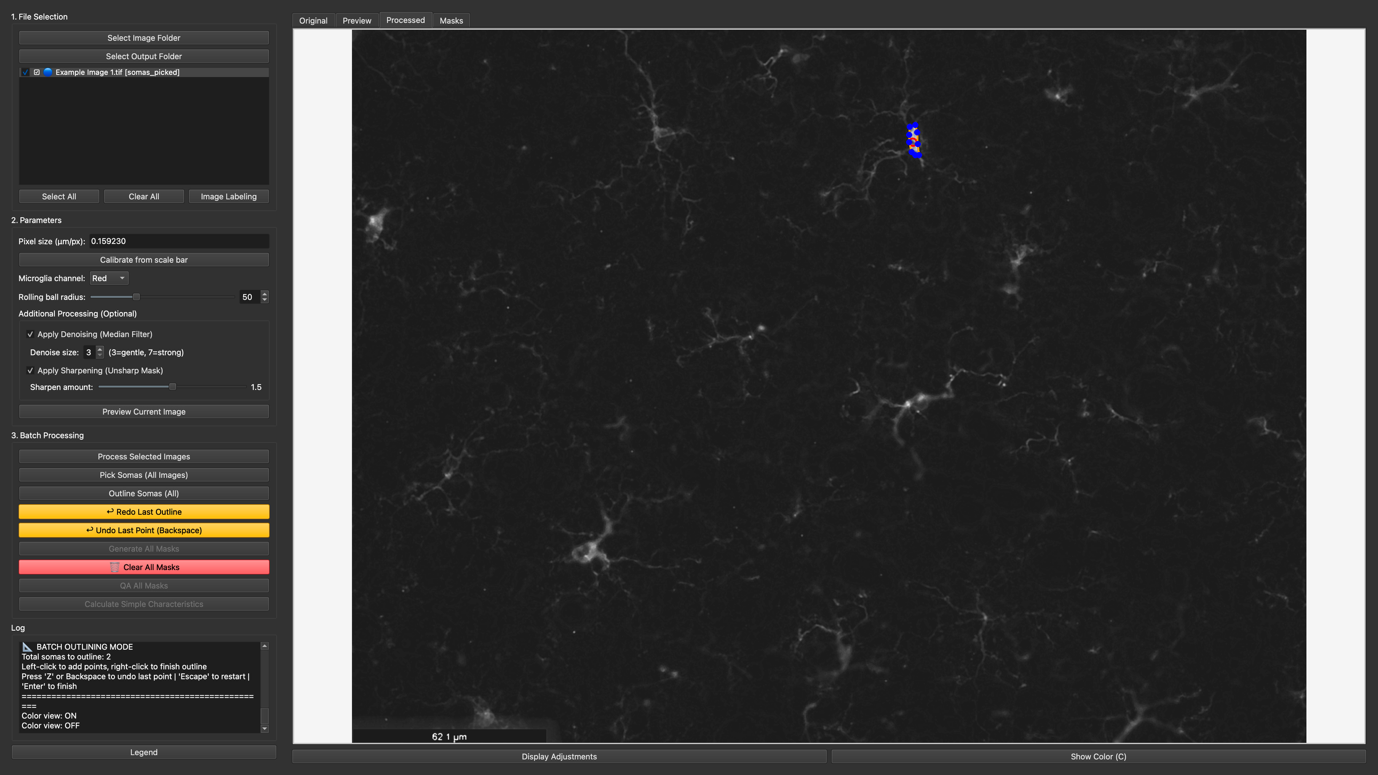 1. File Selection
Select Image Folder
Select Output Folder
Example Image 1.tif [somas_picked]
Select All
Clear All
Image Labeling
2. Parameters
Pixel size (µm/px): 0.159230
Calibrate from scale bar
Microglia channel: Red
Rolling ball radius: 50
Additional Processing (Optional)
Apply Denoising (Median Filter)
Denoise size: 3 (3=gentle, 7=strong)
Apply Sharpening (Unsharp Mask)
Sharpen amount: 1.5
Preview Current Image
3. Batch Processing
Process Selected Images
Pick Somas (All Images)
Outline Somas (All)
↩ Redo Last Outline
↩ Undo Last Point (Backspace)
Generate All Masks
Clear All Masks
QA All Masks
Calculate Simple Characteristics
Log
BATCH OUTLINING MODE
Total somas to outline: 2
Left-click to add points, right-click to finish outline
Press 'Z' or Backspace to undo last point | 'Escape' to restart |
'Enter' to finish
==================================================
===
Color view: ON
Color view: OFF
Legend
Original
Preview
Processed
Masks
62.1 µm
Display Adjustments
Show Color (C)